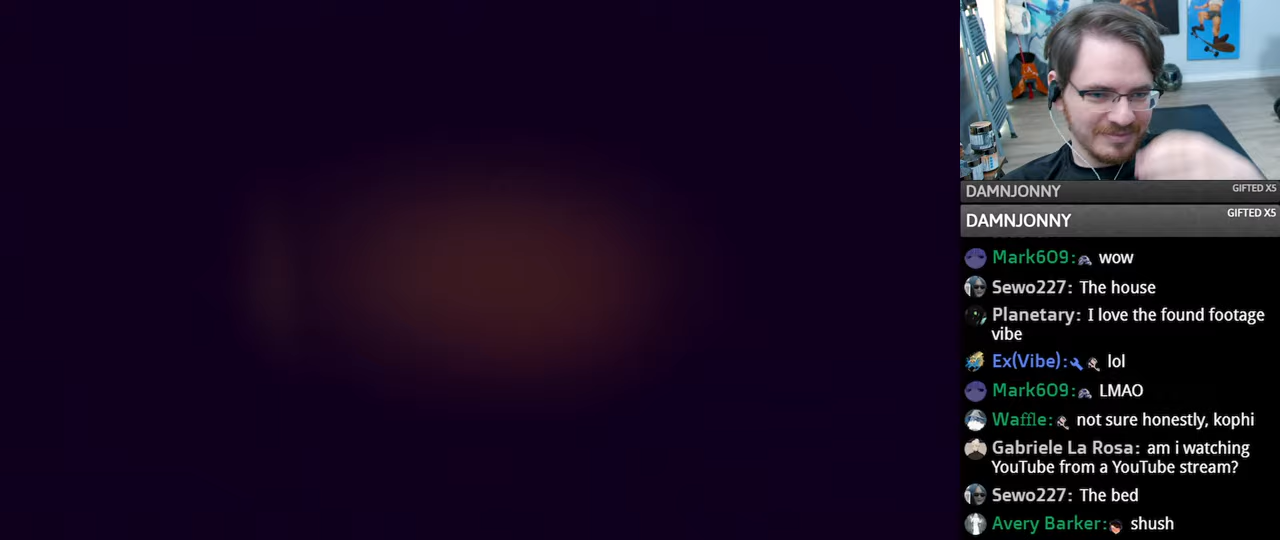 DAMNJONNY GIFTED X5
DAMNJONNY GIFTED X5
Mark609: wow
Sewo227: The house
Planetary: I love the found footage
vibe
Ex(Vibe): lol
Mark609: LMAO
Waffle: not sure honestly, kophi
Gabriele La Rosa: am i watching
YouTube from a YouTube stream?
Sewo227: The bed
Avery Barker: shush